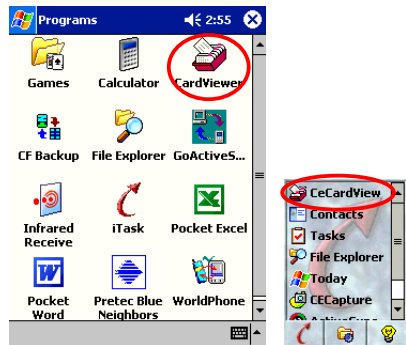 Programs 2:55
Games Calculator CardViewer
CF Backup File Explorer GoActiveS...
Infrared Receive iTask Pocket Excel
Pocket Word Pretec Blue Neighbors WorldPhone
CeCardView
Contacts
Tasks
File Explorer
Today
CECapture
ActiveSync